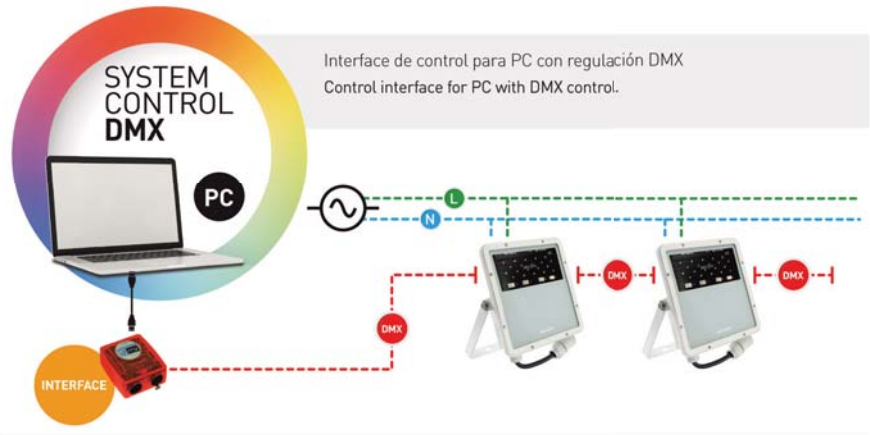 SYSTEM
CONTROL
DMX
PC
Interface de control para PC con regulación DMX
Control interface for PC with DMX control.
L
N
DMX
DMX
DMX
INTERFACE